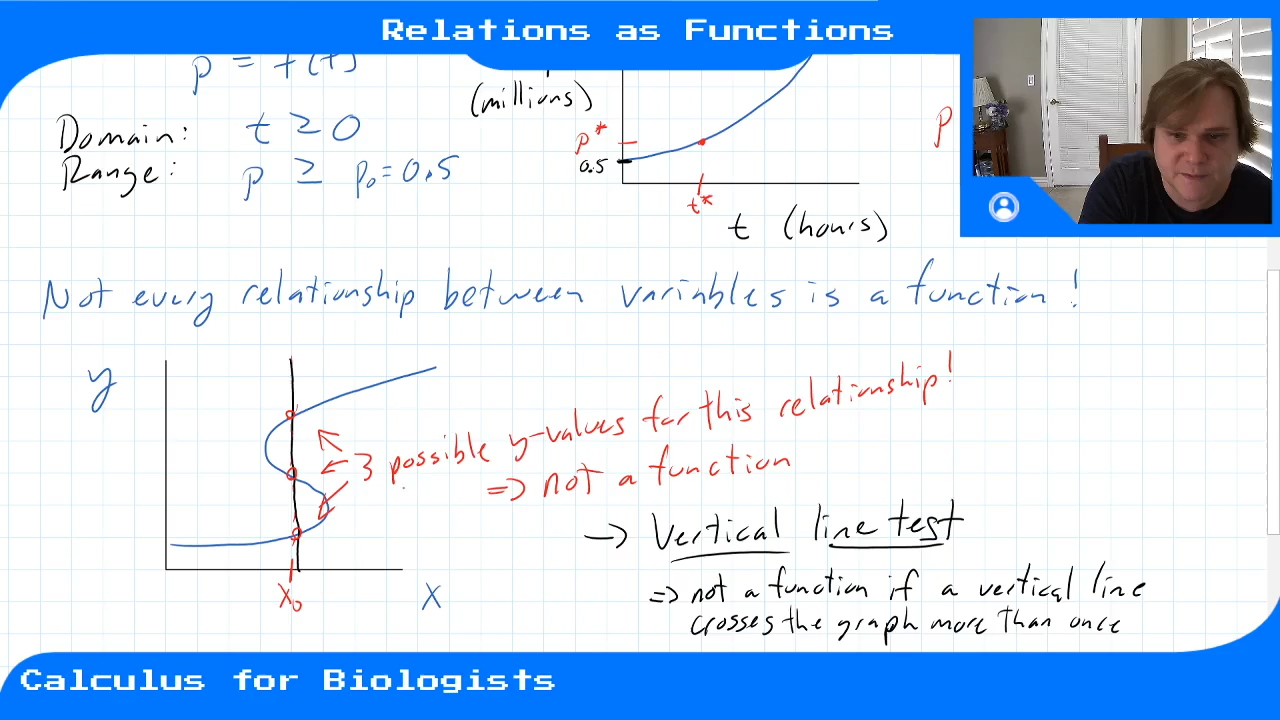 Relations as Functions
p = f(t)
(millions)
p*
0.5
t*
t (hours)
p
Domain: t ≥ 0
Range: p ≥ p₀ = 0.5
Not every relationship between variables is a function!
y
x₀
x
3 possible y-values for this relationship!
=> not a function
→ Vertical line test
=> not a function if a vertical line
crosses the graph more than once
Calculus for Biologists